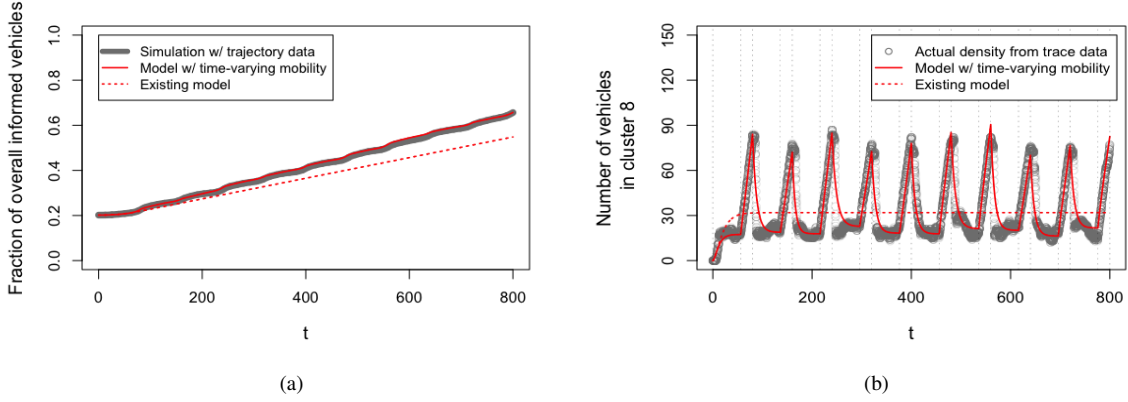 Fraction of overall informed vehicles
0.0 0.2 0.4 0.6 0.8 1.0
Simulation w/ trajectory data
Model w/ time-varying mobility
Existing model
0 200 400 600 800
t
(a)
Number of vehicles
in cluster 8
0 30 60 90 120 150
Actual density from trace data
Model w/ time-varying mobility
Existing model
0 200 400 600 800
t
(b)